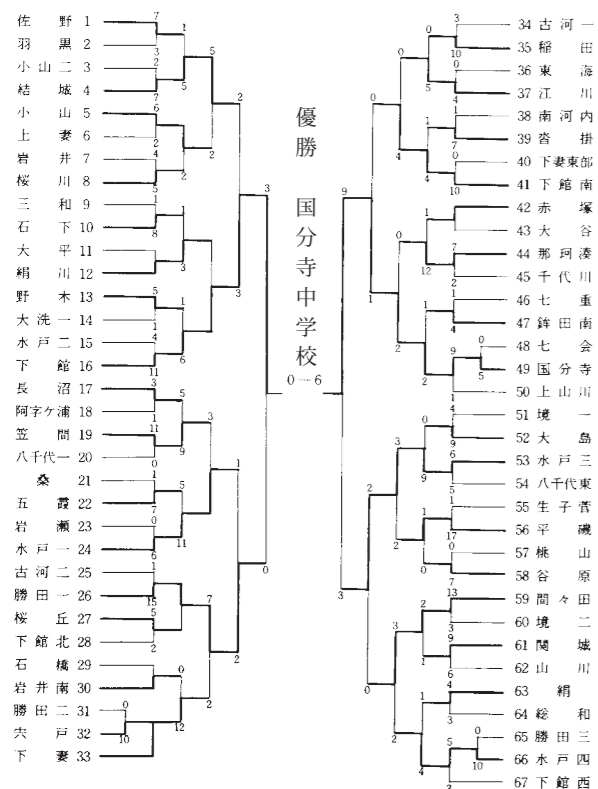 佐野 1
羽黒 2
小山二 3
結城 4
小山 5
上妻 6
岩井 7
桜川 8
三和 9
石下 10
大平 11
絹川 12
野木 13
大洗一 14
水戸二 15
下館 16
長沼 17
阿字ケ浦 18
笠間 19
八千代一 20
桑 21
五霞 22
岩瀬 23
水戸一 24
古河二 25
勝田一 26
桜丘 27
下館北 28
石橋 29
岩井南 30
勝田二 31
宍戸 32
下妻 33
優勝 国分寺中学校
0—6
34 古河一
35 稲田
36 東海
37 江川
38 南河内
39 沓掛
40 下妻東部
41 下館南
42 赤塚
43 大谷
44 那珂湊
45 千代川
46 七重
47 鉾田南
48 七会
49 国分寺
50 上山川
51 境一
52 大島
53 水戸三
54 八千代東
55 生子菅
56 平磯
57 桃山
58 谷原
59 間々田
60 境二
61 関城
62 山川
63 絹
64 総和
65 勝田三
66 水戸四
67 下館西